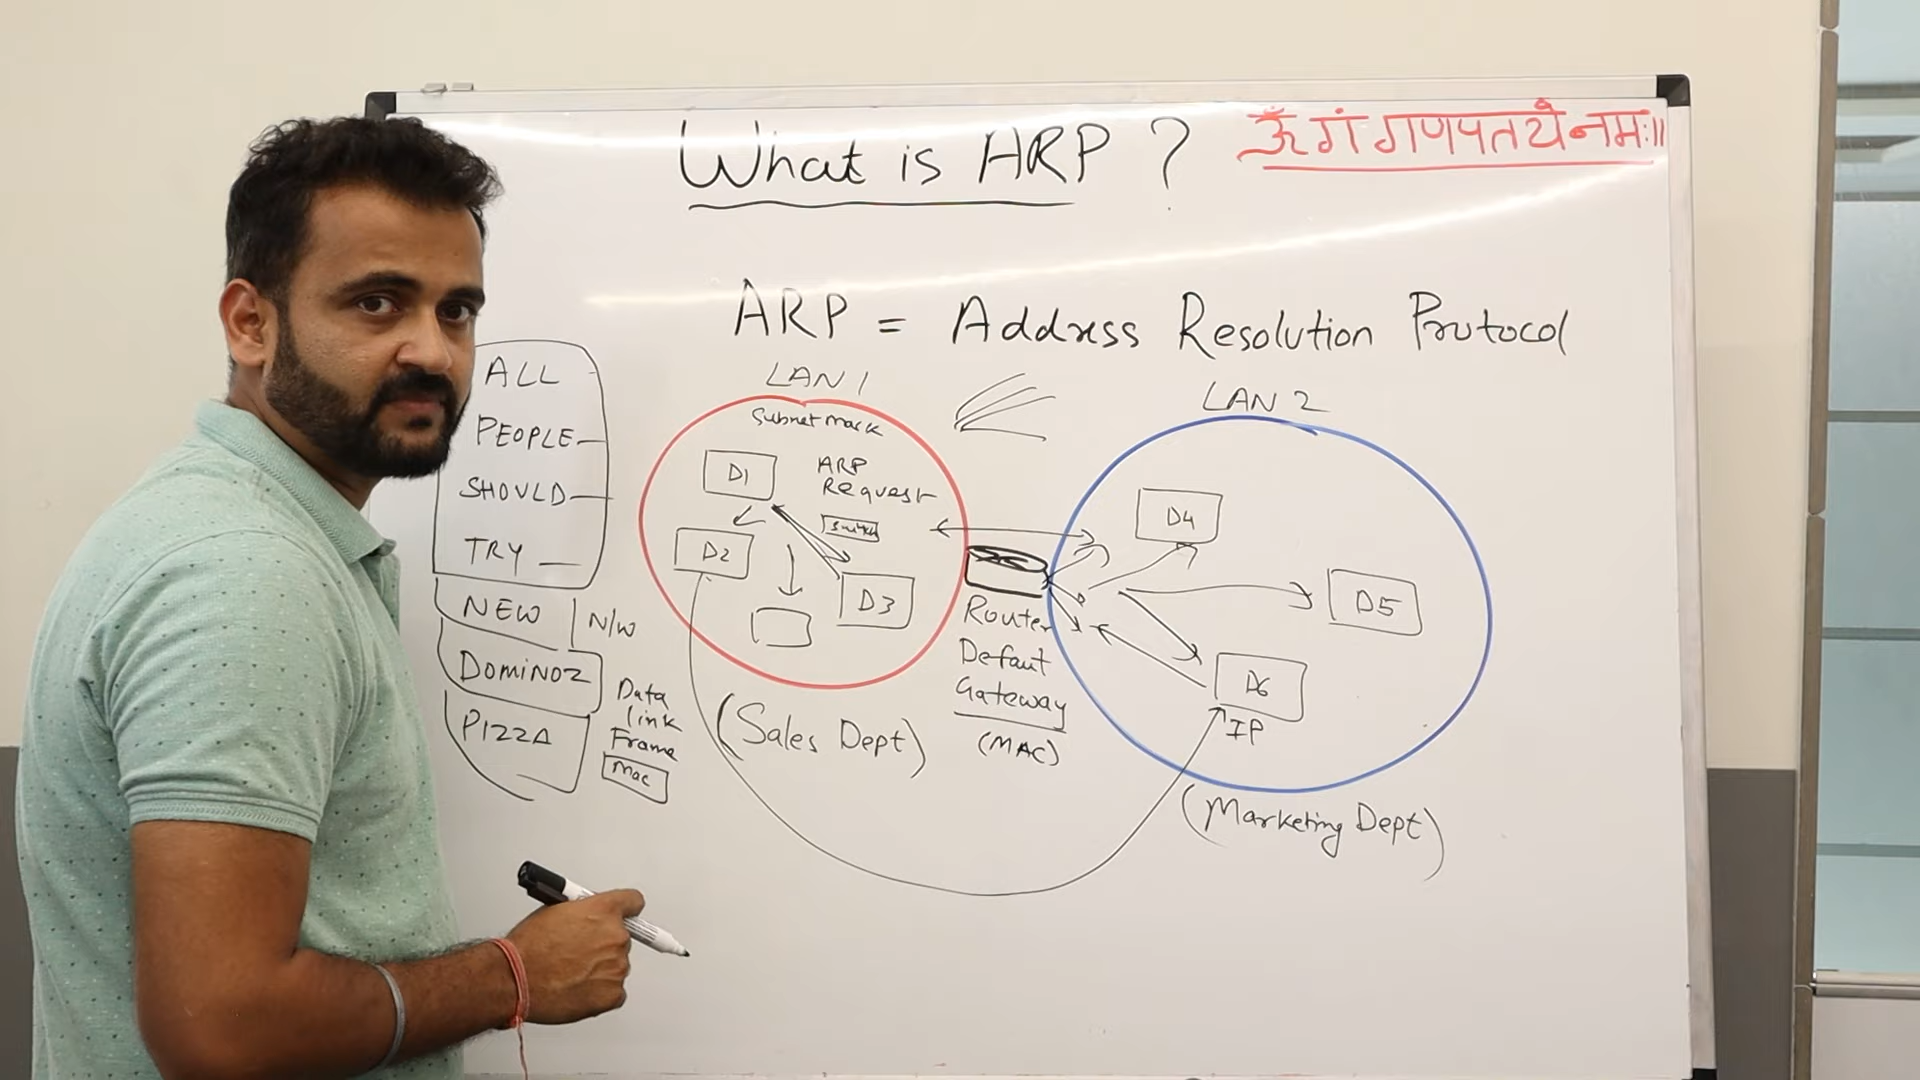 What is ARP ?
ॐ गं गणपतये नमः॥
ARP = Address Resolution Protocol
ALL
PEOPLE
SHOULD
TRY
NEW
N/W
DOMINOZ
PIZZA
Data
link
Frame
Mac
LAN 1
Subnet mask
D1
ARP
Request
Switch
D2
D3
(Sales Dept)
Router
Defaut
Gateway
(MAC)
LAN 2
D4
D5
D6
IP
(Marketing Dept)